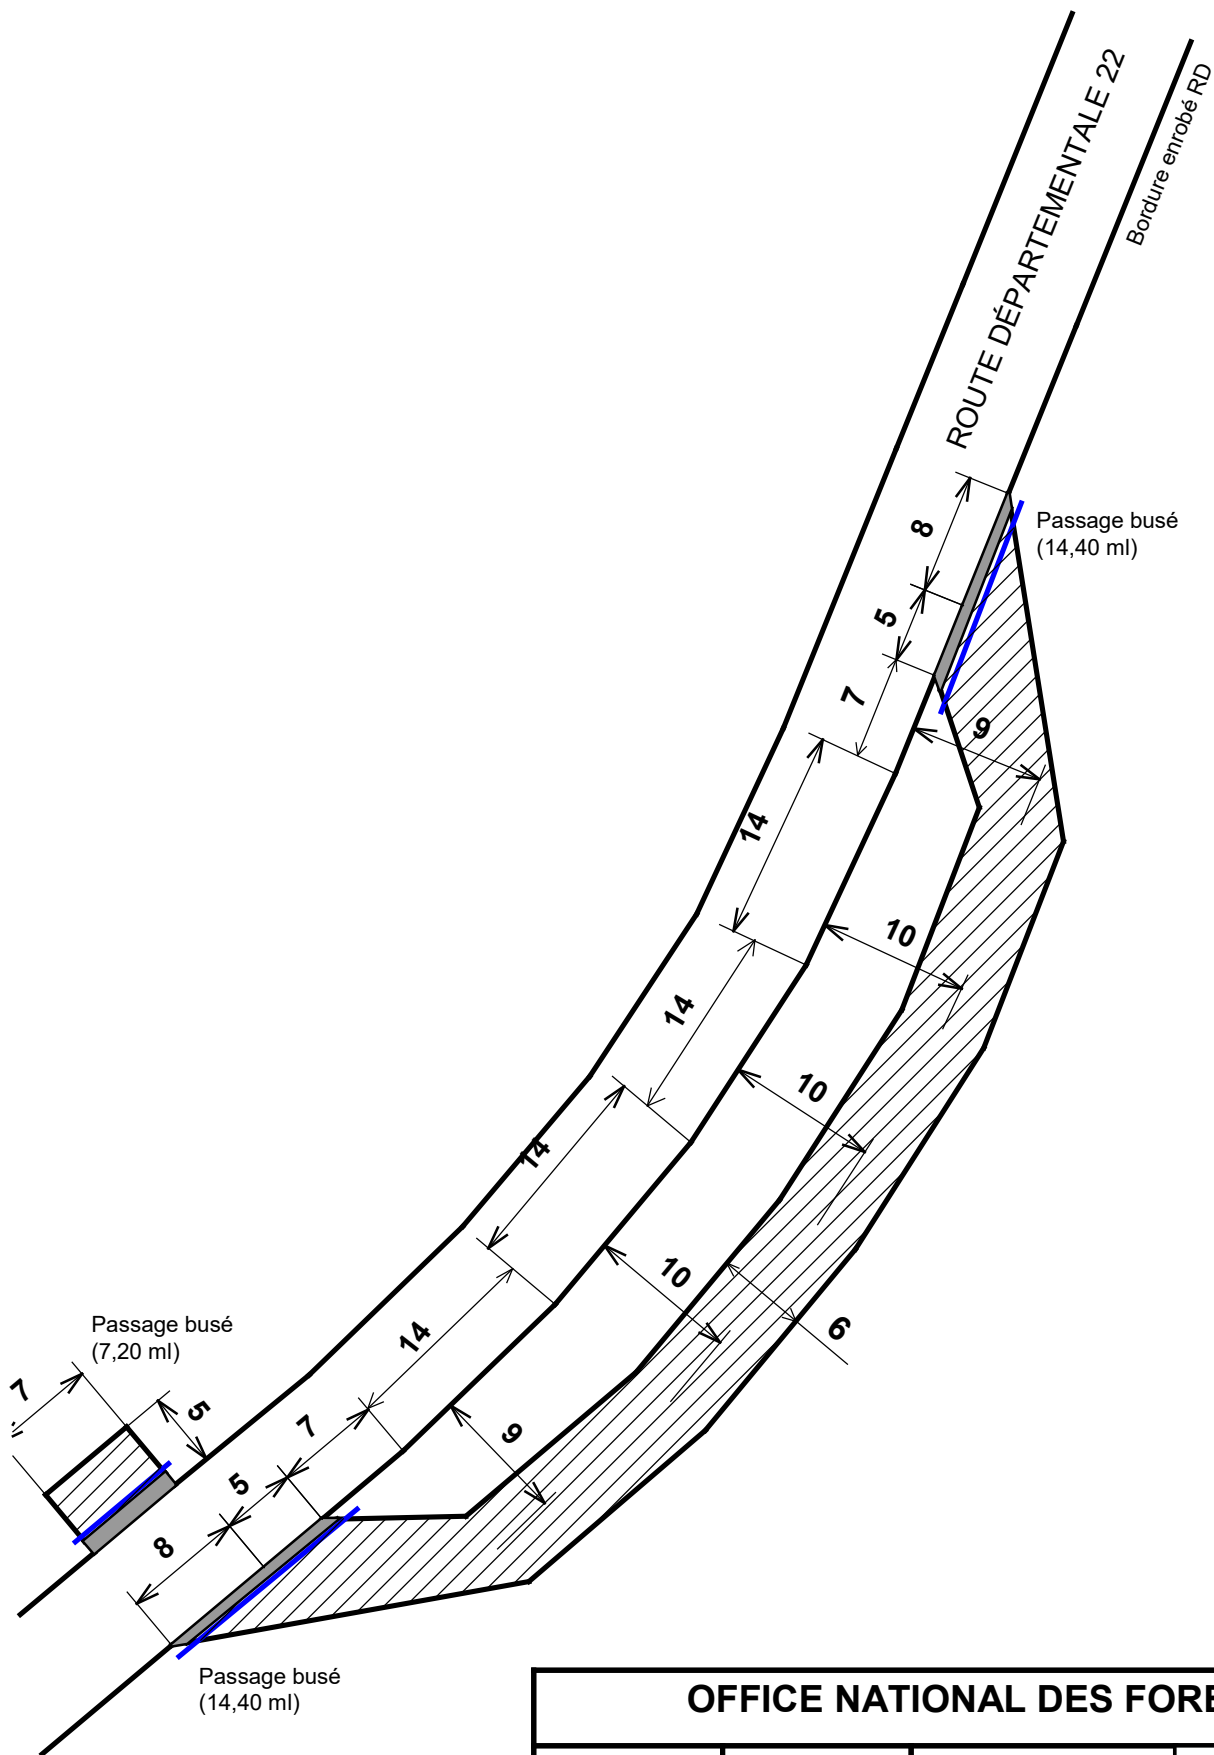 ROUTE DÉPARTEMENTALE 22
Bordure enrobé RD
8
Passage busé
(14,40 ml)
5
7
9
14
10
14
10
14
10
6
14
Passage busé
(7,20 ml)
7
5
7
9
5
8
Passage busé
(14,40 ml)
OFFICE NATIONAL DES FORE